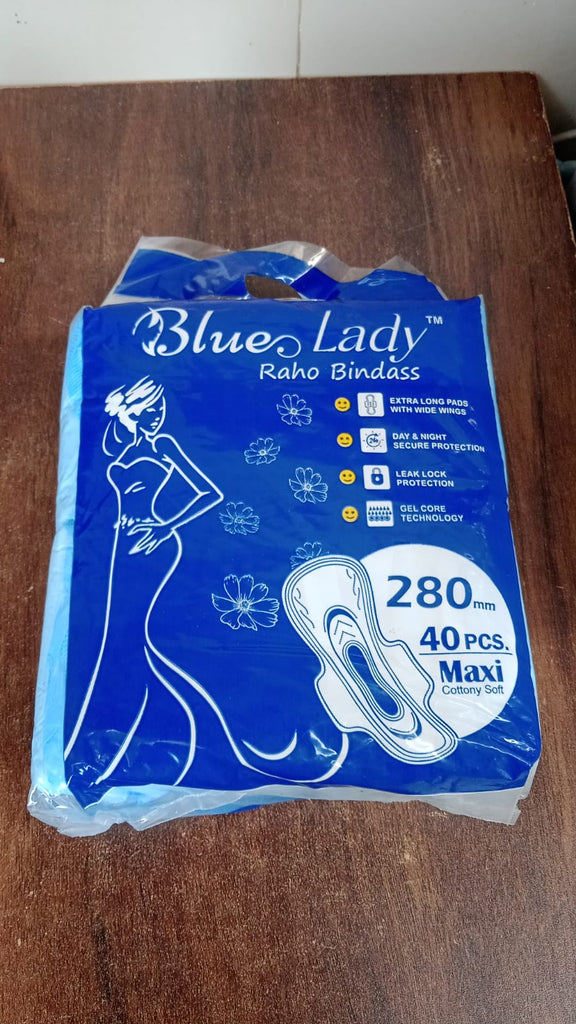 Blue Lady™
Raho Bindass
EXTRA LONG PADS
WITH WIDE WINGS
24h
DAY & NIGHT
SECURE PROTECTION
LEAK LOCK
PROTECTION
GEL CORE
TECHNOLOGY
280mm
40 PCS.
Maxi
Cottony Soft